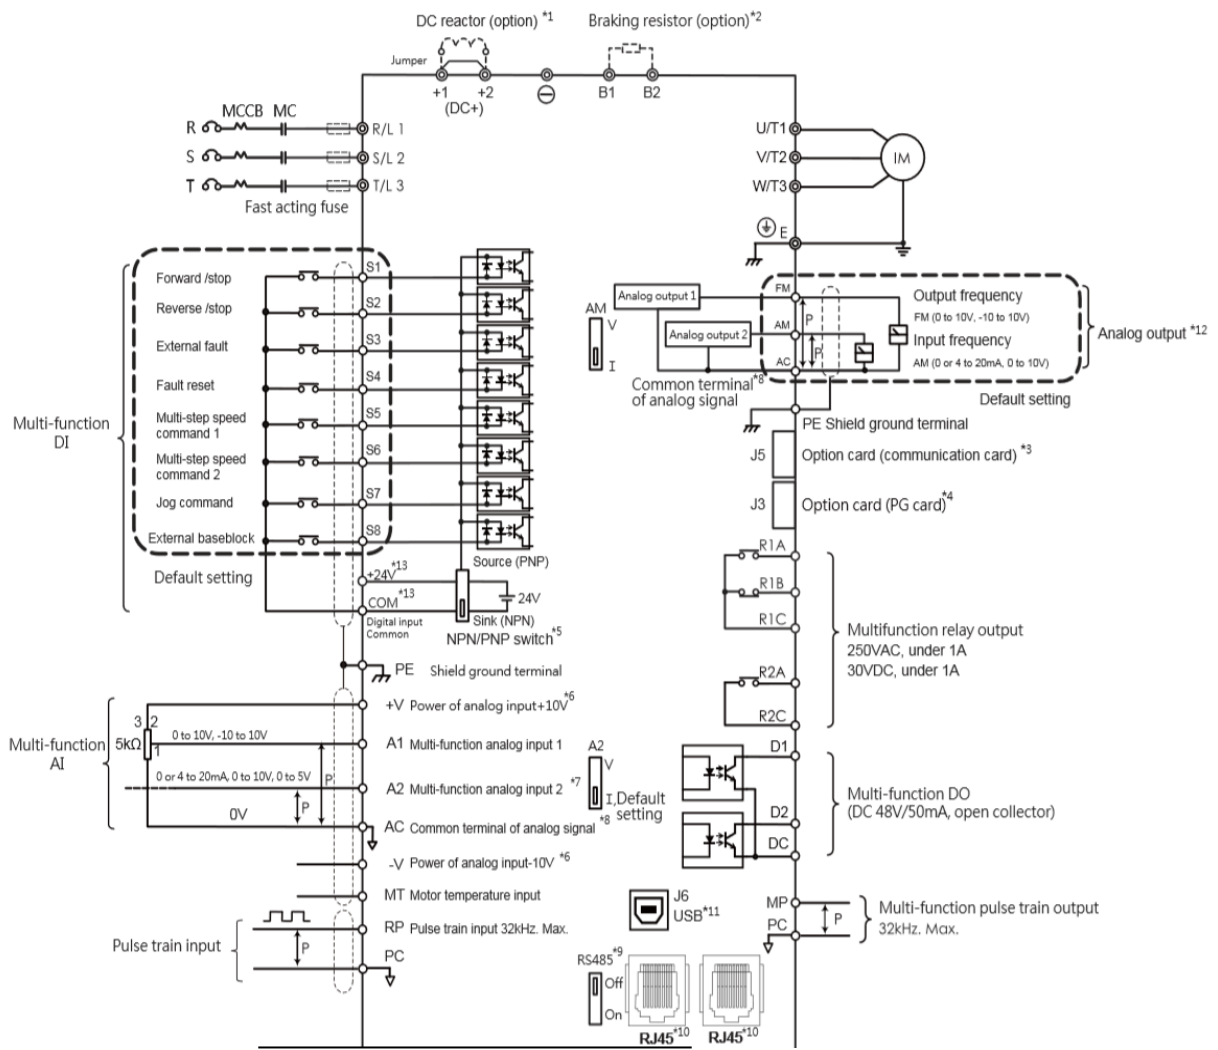 DC reactor (option) *1
Braking resistor (option)*2
Jumper
+1
+2
⊖
B1
B2
(DC+)
MCCB MC
R
R/L 1
S
S/L 2
T
T/L 3
Fast acting fuse
U/T1
V/T2
W/T3
IM
E
Multi-function
DI
Forward /stop
S1
Reverse /stop
S2
External fault
S3
Fault reset
S4
Multi-step speed
command 1
S5
Multi-step speed
command 2
S6
Jog command
S7
External baseblock
S8
Default setting
Source (PNP)
+24V*13
COM*13
Digital input
Common
24V
Sink (NPN)
NPN/PNP switch*5
PE
Shield ground terminal
Multi-function
AI
3
2
5kΩ
1
+V Power of analog input+10V*6
0 to 10V, -10 to 10V
A1 Multi-function analog input 1
0 or 4 to 20mA, 0 to 10V, 0 to 5V
P
A2 Multi-function analog input 2 *7
P
0V
AC Common terminal of analog signal *8
-V Power of analog input-10V *6
MT Motor temperature input
Pulse train input
RP Pulse train input 32kHz. Max.
P
PC
AM
V
I
Analog output 1
Analog output 2
FM
AM
AC
P
P
Output frequency
FM (0 to 10V, -10 to 10V)
Input frequency
AM (0 or 4 to 20mA, 0 to 10V)
Analog output *12
Default setting
Common terminal*8
of analog signal
PE Shield ground terminal
J5
Option card (communication card) *3
J3
Option card (PG card)*4
R1A
R1B
R1C
R2A
R2C
Multifunction relay output
250VAC, under 1A
30VDC, under 1A
A2
V
I,Default
setting
D1
D2
DC
Multi-function DO
(DC 48V/50mA, open collector)
J6
USB*11
MP
P
PC
Multi-function pulse train output
32kHz. Max.
RS485*9
Off
On
RJ45*10
RJ45*10